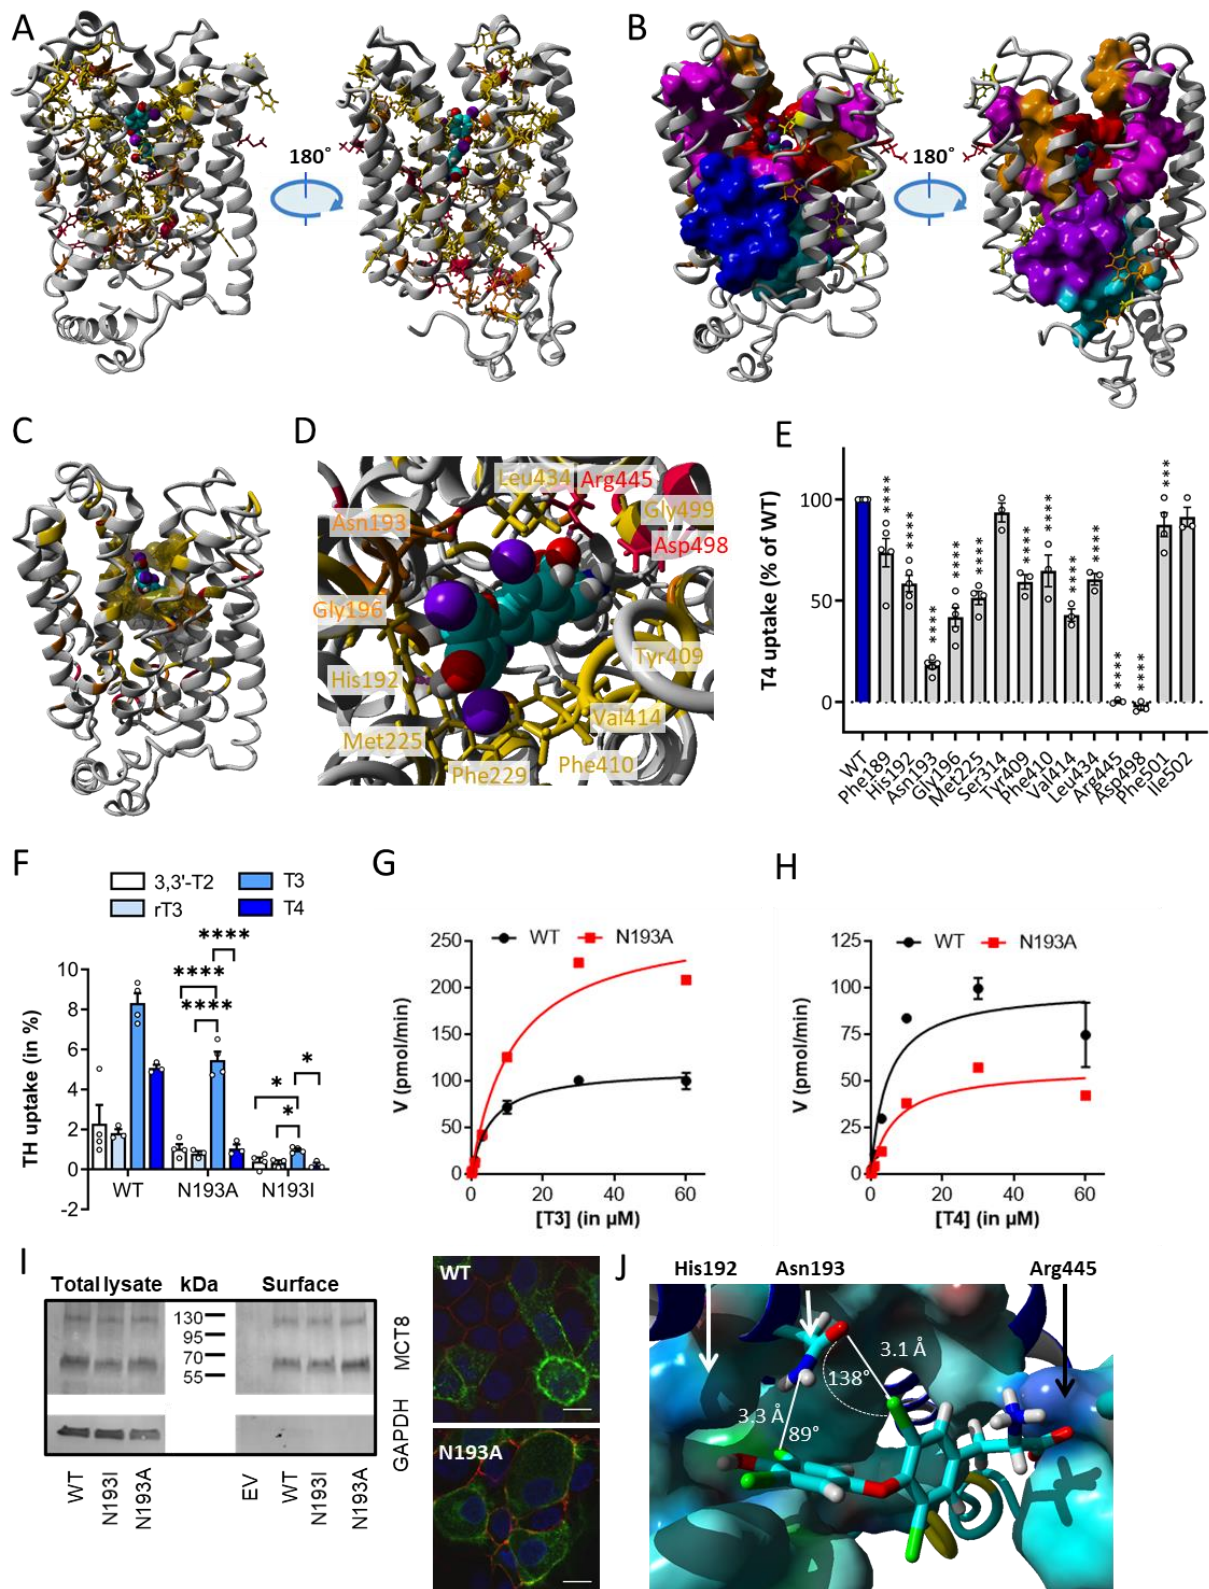 A
B
180°
180°
C
D
E
Leu434
Arg445
Asn193
Gly499
Asp498
Gly196
Tyr409
His192
Val414
Met225
Phe229
Phe410
T4 uptake (% of WT)
100
50
0
****
****
****
****
****
****
****
****
****
****
****
***
WT
Phe189
His192
Asn193
Gly196
Met225
Ser314
Tyr409
Phe410
Val414
Leu434
Arg445
Asp498
Phe501
Ile502
F
3,3'-T2
T3
rT3
T4
TH uptake (in %)
10
8
6
4
2
0
-2
****
****
****
*
*
*
WT
N193A
N193I
G
WT
N193A
V (pmol/min)
250
200
150
100
50
0
0
20
40
60
[T3] (in µM)
H
WT
N193A
V (pmol/min)
125
100
75
50
25
0
0
20
40
60
[T4] (in µM)
I
Total lysate
kDa
Surface
130
95
70
55
MCT8
GAPDH
WT
N193I
N193A
EV
WT
N193I
N193A
WT
N193A
J
His192
Asn193
Arg445
3.1 Å
138°
3.3 Å
89°